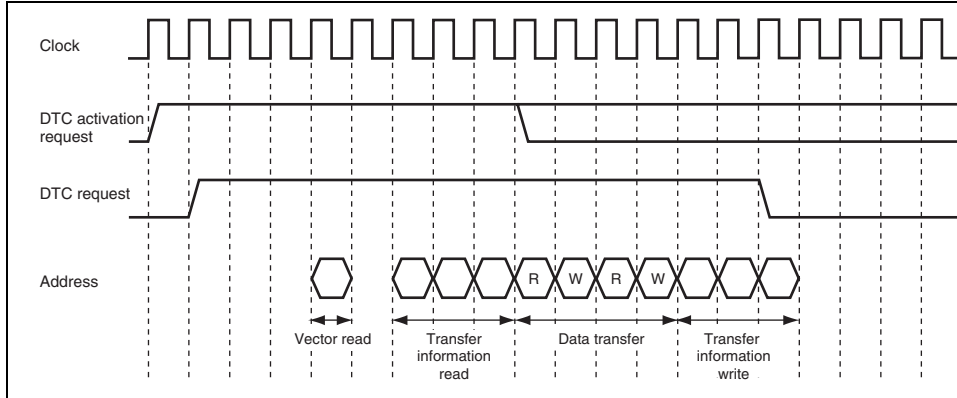 Clock
DTC activation
request
DTC request
Address
R W R W
Vector read
Transfer
information
read
Data transfer
Transfer
information
write